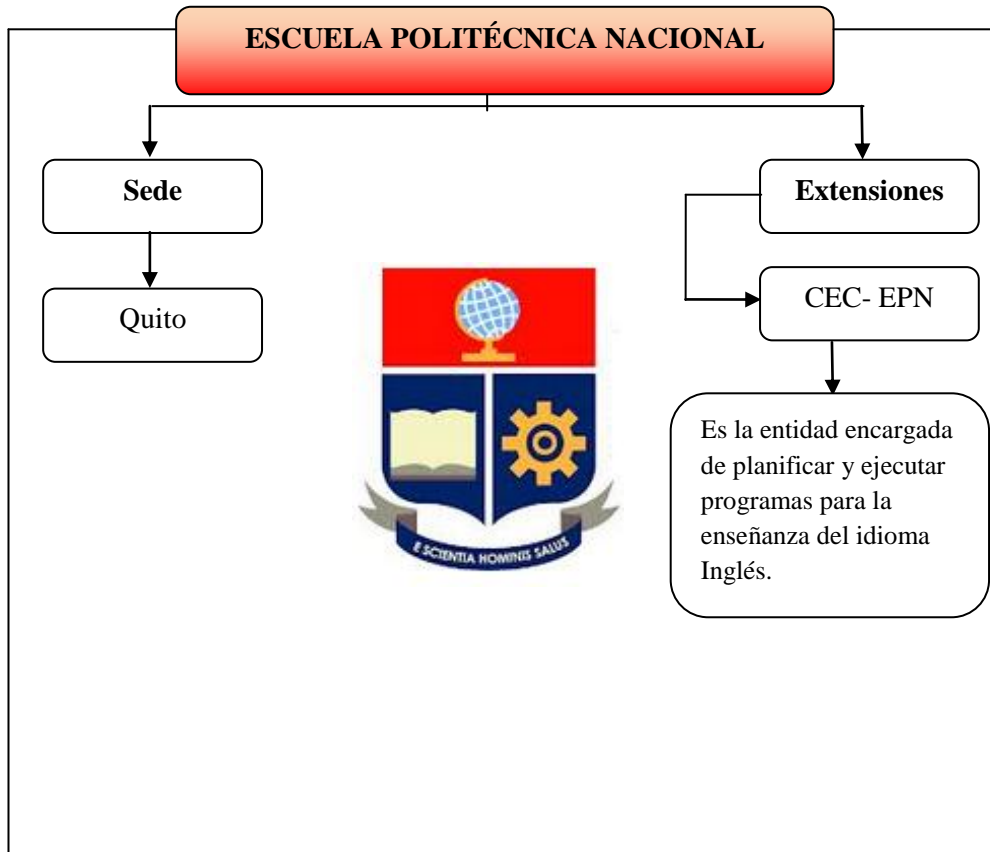 ESCUELA POLITÉCNICA NACIONAL
Sede
Quito
Extensiones
CEC- EPN
Es la entidad encargada
de planificar y ejecutar
programas para la
enseñanza del idioma
Inglés.
E SCIENTIA HOMINIS SALUS